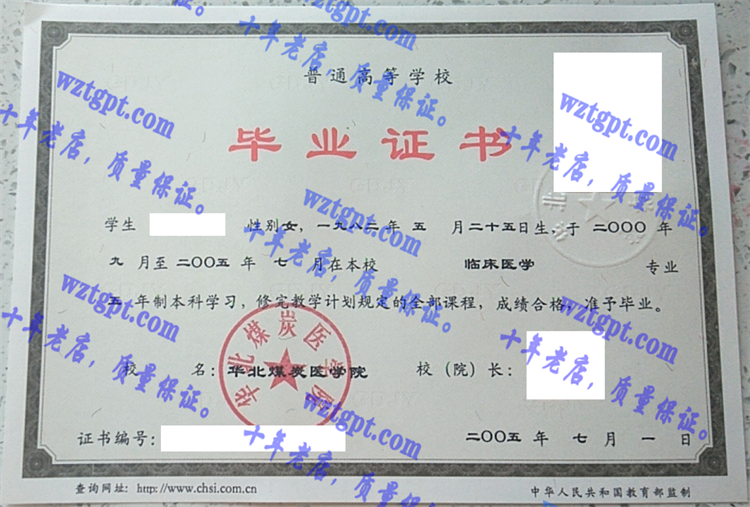 普通高等学校
毕业证书
学生 性别女，一九八二年 五 月二十五日生，于二〇〇〇年
九 月至二〇〇五年 七 月在本校 临床医学 专业
五 年制本科学习，修完教学计划规定的全部课程，成绩合格，准予毕业。
华北煤炭医学院
校 名：华北煤炭医学院 校（院）长：
证书编号： 二〇〇五 年 七 月 一 日
查询网址：http://www.chsi.com.cn 中华人民共和国教育部监制
wztgpt.com
十年老店，质量保证。